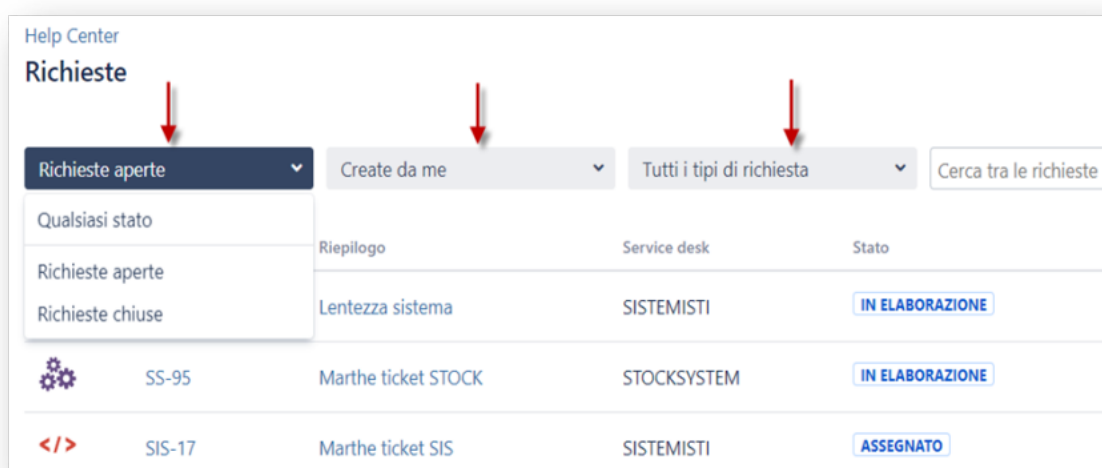 Help Center
Richieste
Richieste aperte Create da me Tutti i tipi di richiesta Cerca tra le richieste
Qualsiasi stato
Richieste aperte
Richieste chiuse
Riepilogo Service desk Stato
Lentezza sistema SISTEMISTI IN ELABORAZIONE
SS-95 Marthe ticket STOCK STOCKSYSTEM IN ELABORAZIONE
</> SIS-17 Marthe ticket SIS SISTEMISTI ASSEGNATO